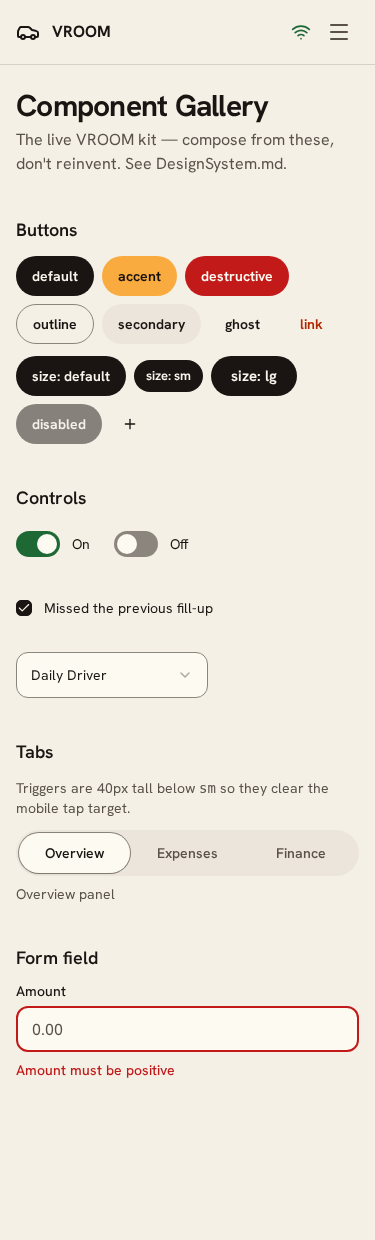 VROOM
Component Gallery
The live VROOM kit — compose from these,
don't reinvent. See DesignSystem.md.
Buttons
default accent destructive
outline secondary ghost link
size: default size: sm size: lg
disabled +
Controls
On Off
Missed the previous fill-up
Daily Driver
Tabs
Triggers are 40px tall below sm so they clear the
mobile tap target.
Overview Expenses Finance
Overview panel
Form field
Amount
0.00
Amount must be positive